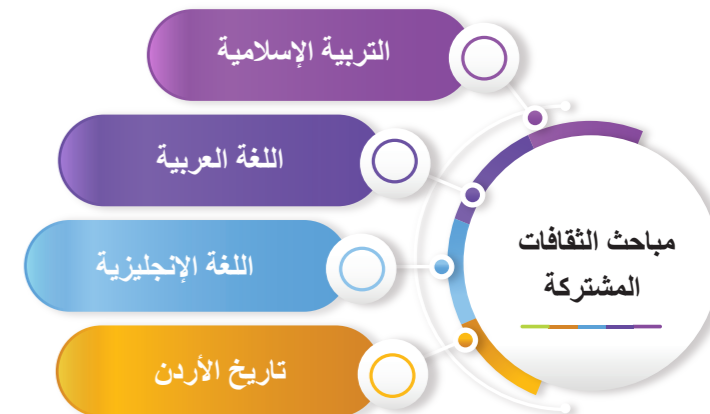 مباحث الثقافات
المشتركة
التربية الإسلامية
اللغة العربية
اللغة الإنجليزية
تاريخ الأردن